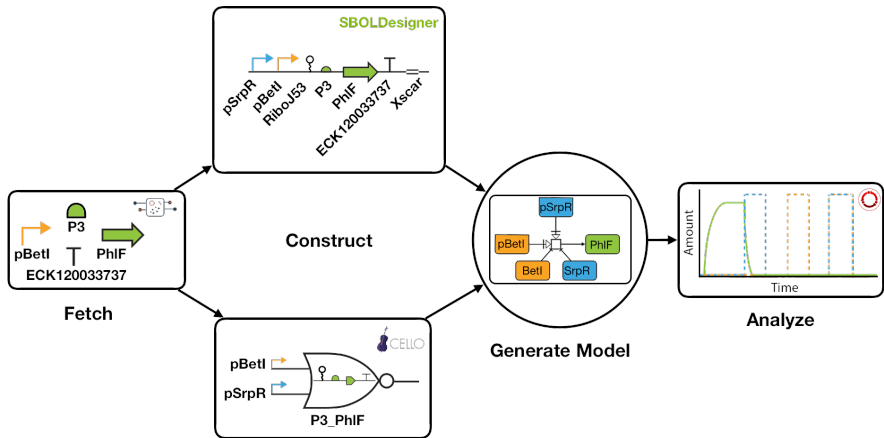 SBOLDesigner
pSrpR
pBetI
RiboJ53
P3
PhlF
ECK120033737
Xscar
P3
pBetI
PhlF
ECK120033737
Fetch
Construct
pSrpR
pBetI
PhlF
BetI
SrpR
Generate Model
Amount
Time
Analyze
CELLO
pBetI
pSrpR
P3_PhlF